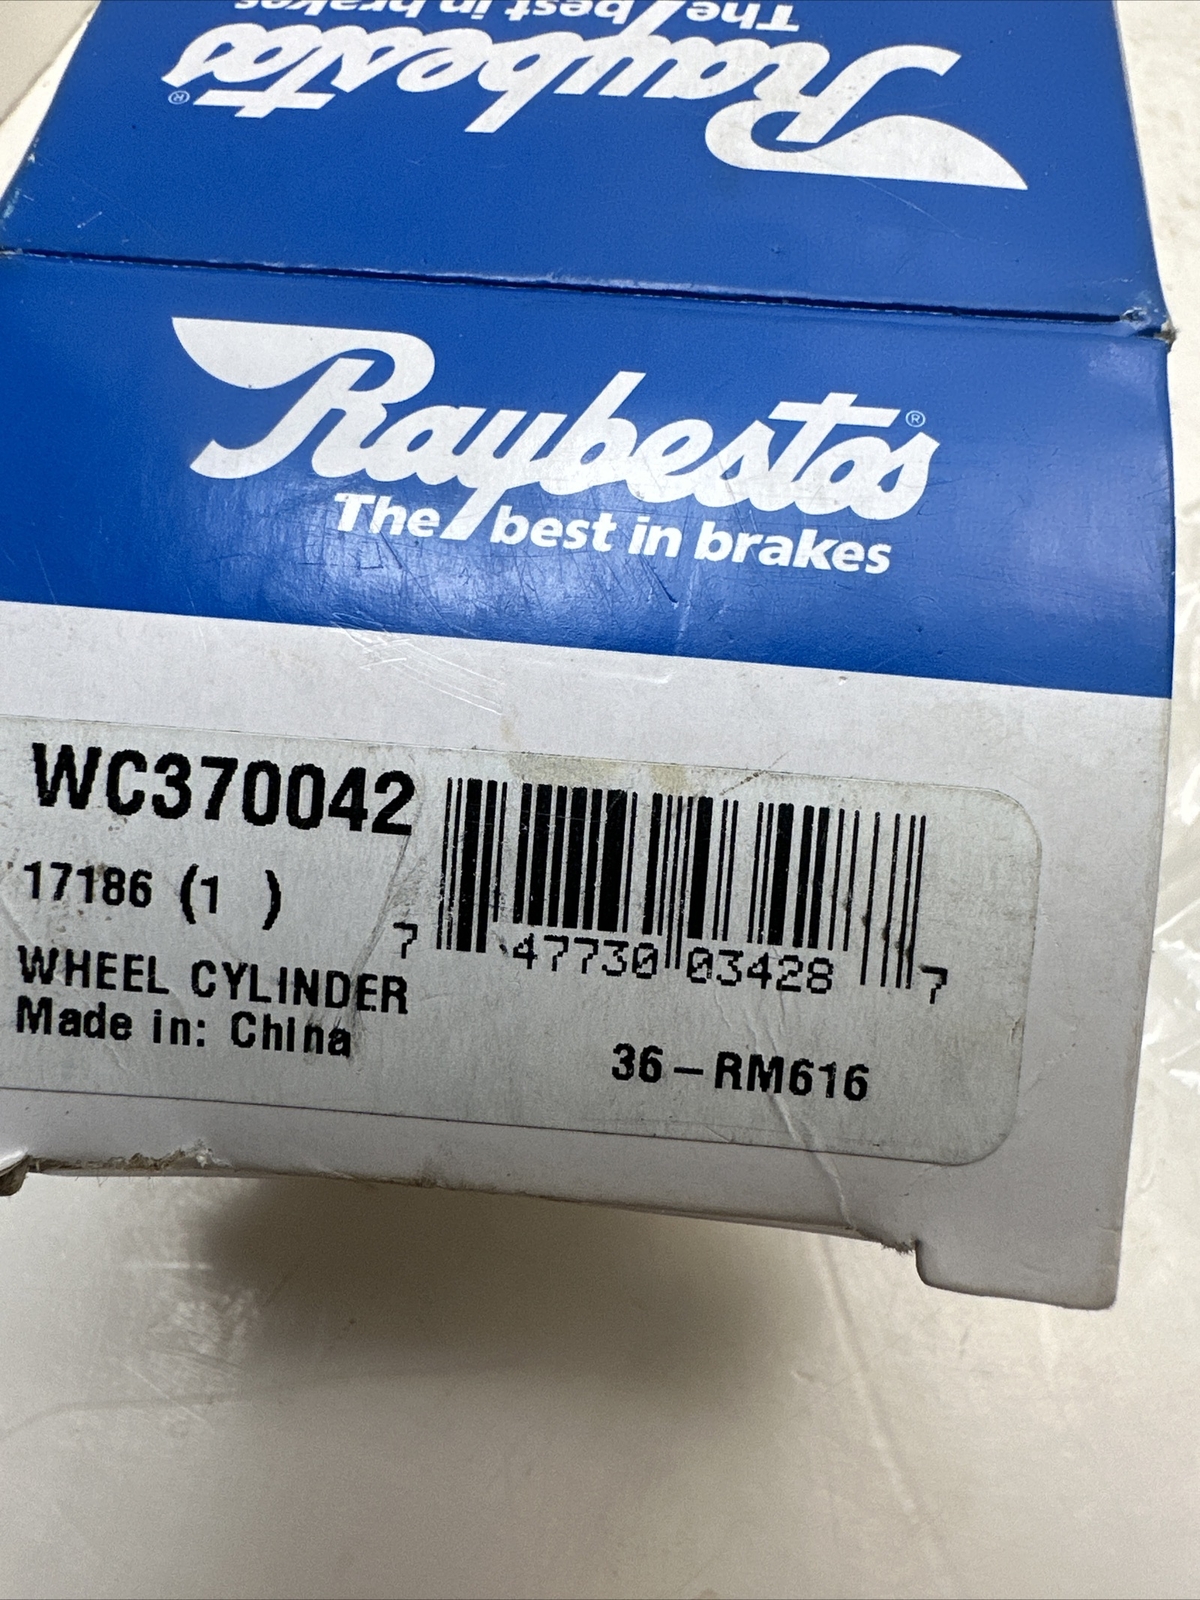 The best in brakes
Raybestos®
Raybestos®
The best in brakes
WC370042
17186 (1 )
7 47730 03428 7
WHEEL CYLINDER
Made in: China
36-RM616